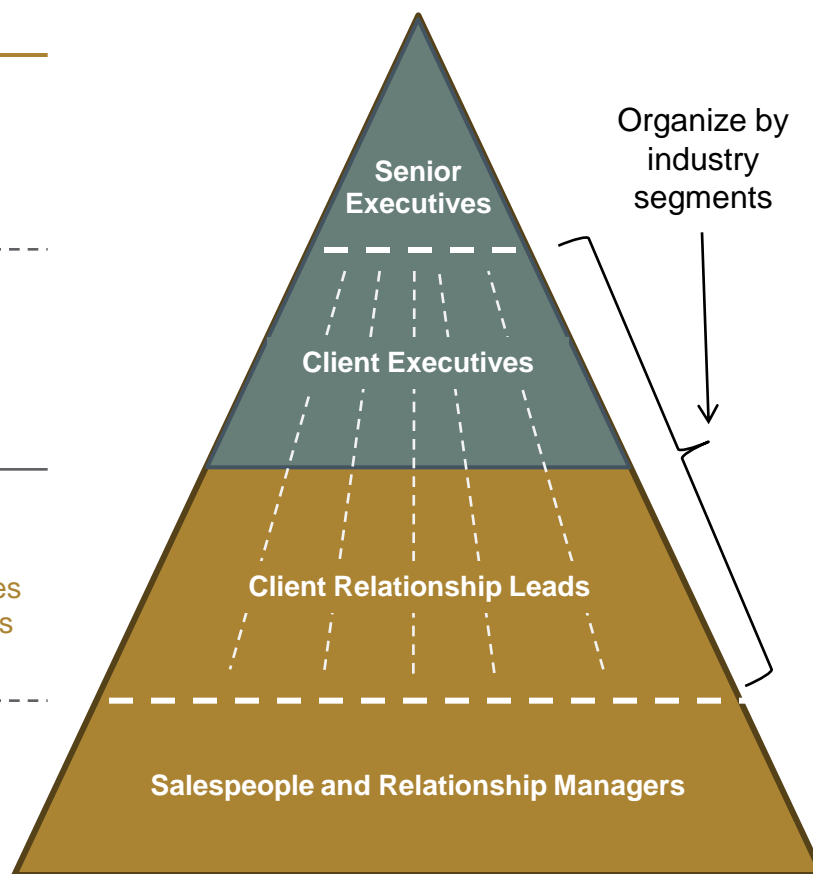 Organize by
industry
segments
Senior
Executives
Client Executives
Client Relationship Leads
Salespeople and Relationship Managers